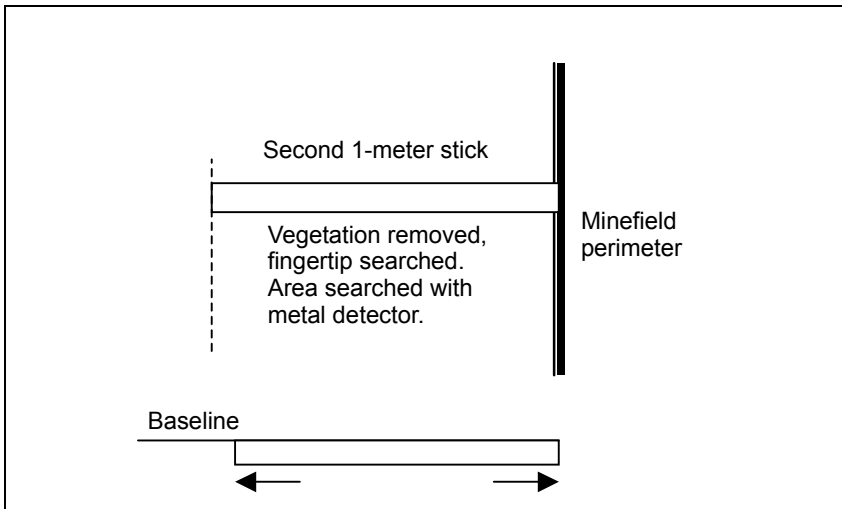 Second 1-meter stick
Vegetation removed,
fingertip searched.
Area searched with
metal detector.
Minefield
perimeter
Baseline